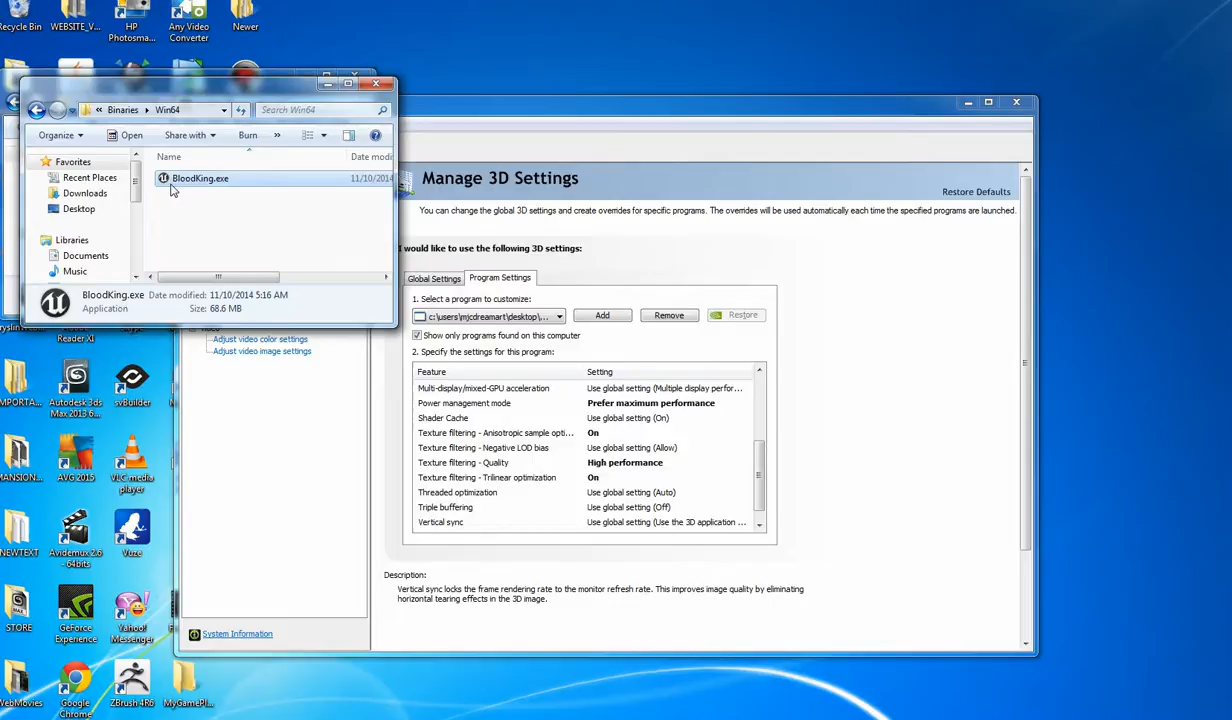 Recycle Bin
WEBSITE_V...
HP Photosma...
Any Video Converter
Newer
Binaries
Win64
Search Win64
Organize
Open
Share with
Burn
»
Favorites
Recent Places
Downloads
Desktop
Libraries
Documents
Music
Name
Date modi
BloodKing.exe
11/10/2014
BloodKing.exe Date modified: 11/10/2014 5:16 AM
Application Size: 68.6 MB
Manage 3D Settings
Restore Defaults
You can change the global 3D settings and create overrides for specific programs. The overrides will be used automatically each time the specified programs are launched.
I would like to use the following 3D settings:
Global Settings
Program Settings
1. Select a program to customize:
c:\users\mjcdreamart\desktop\...
Add
Remove
Restore
Show only programs found on this computer
2. Specify the settings for this program:
Feature Setting
Multi-display/mixed-GPU acceleration Use global setting (Multiple display perfor...
Power management mode Prefer maximum performance
Shader Cache Use global setting (On)
Texture filtering - Anisotropic sample opti... On
Texture filtering - Negative LOD bias Use global setting (Allow)
Texture filtering - Quality High performance
Texture filtering - Trilinear optimization On
Threaded optimization Use global setting (Auto)
Triple buffering Use global setting (Off)
Vertical sync Use global setting (Use the 3D application ...
Description:
Vertical sync locks the frame rendering rate to the monitor refresh rate. This improves image quality by eliminating
horizontal tearing effects in the 3D image.
Adjust video color settings
Adjust video image settings
System Information
Reader XI
MPORTA...
Autodesk 3ds
Max 2013 6...
svBuilder
MANSION...
AVG 2015
VLC media
player
NEWTEXT
Avidemux 2.6
- 64bits
Vuze
STORE
GeForce
Experience
Yahoo!
Messenger
WebMovies
Google
Chrome
ZBrush 4R6
MyGamePl...